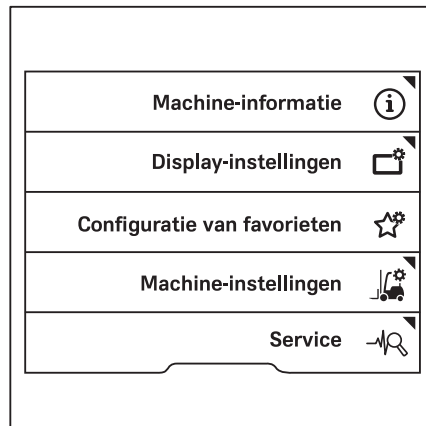 Machine-informatie
Display-instellingen
Configuratie van favorieten
Machine-instellingen
Service